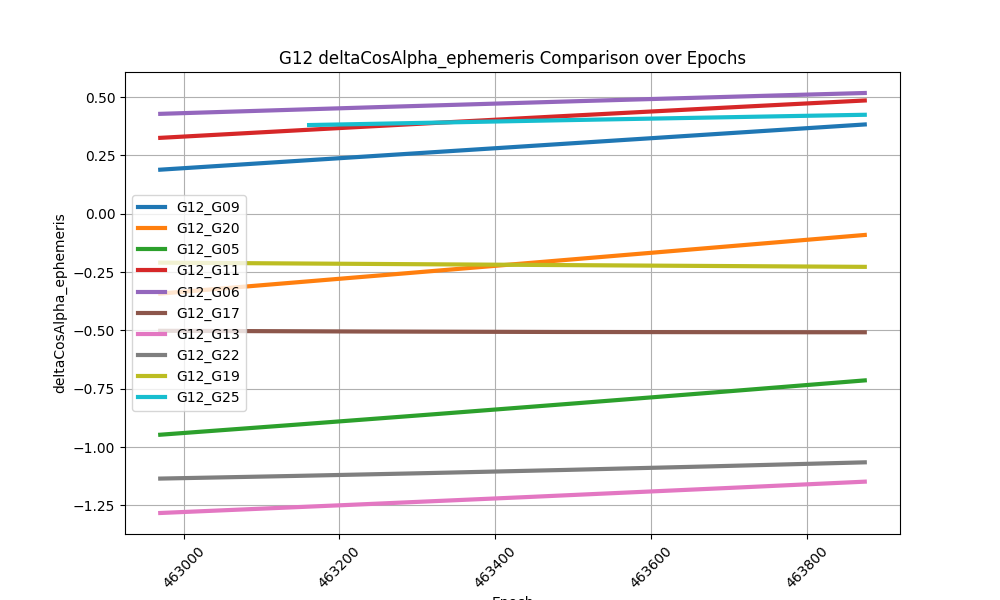 G12 deltaCosAlpha_ephemeris Comparison over Epochs
deltaCosAlpha_ephemeris
0.50
0.25
0.00
−0.25
−0.50
−0.75
−1.00
−1.25
G12_G09
G12_G20
G12_G05
G12_G11
G12_G06
G12_G17
G12_G13
G12_G22
G12_G19
G12_G25
463000
463200
463400
463600
463800
Epoch